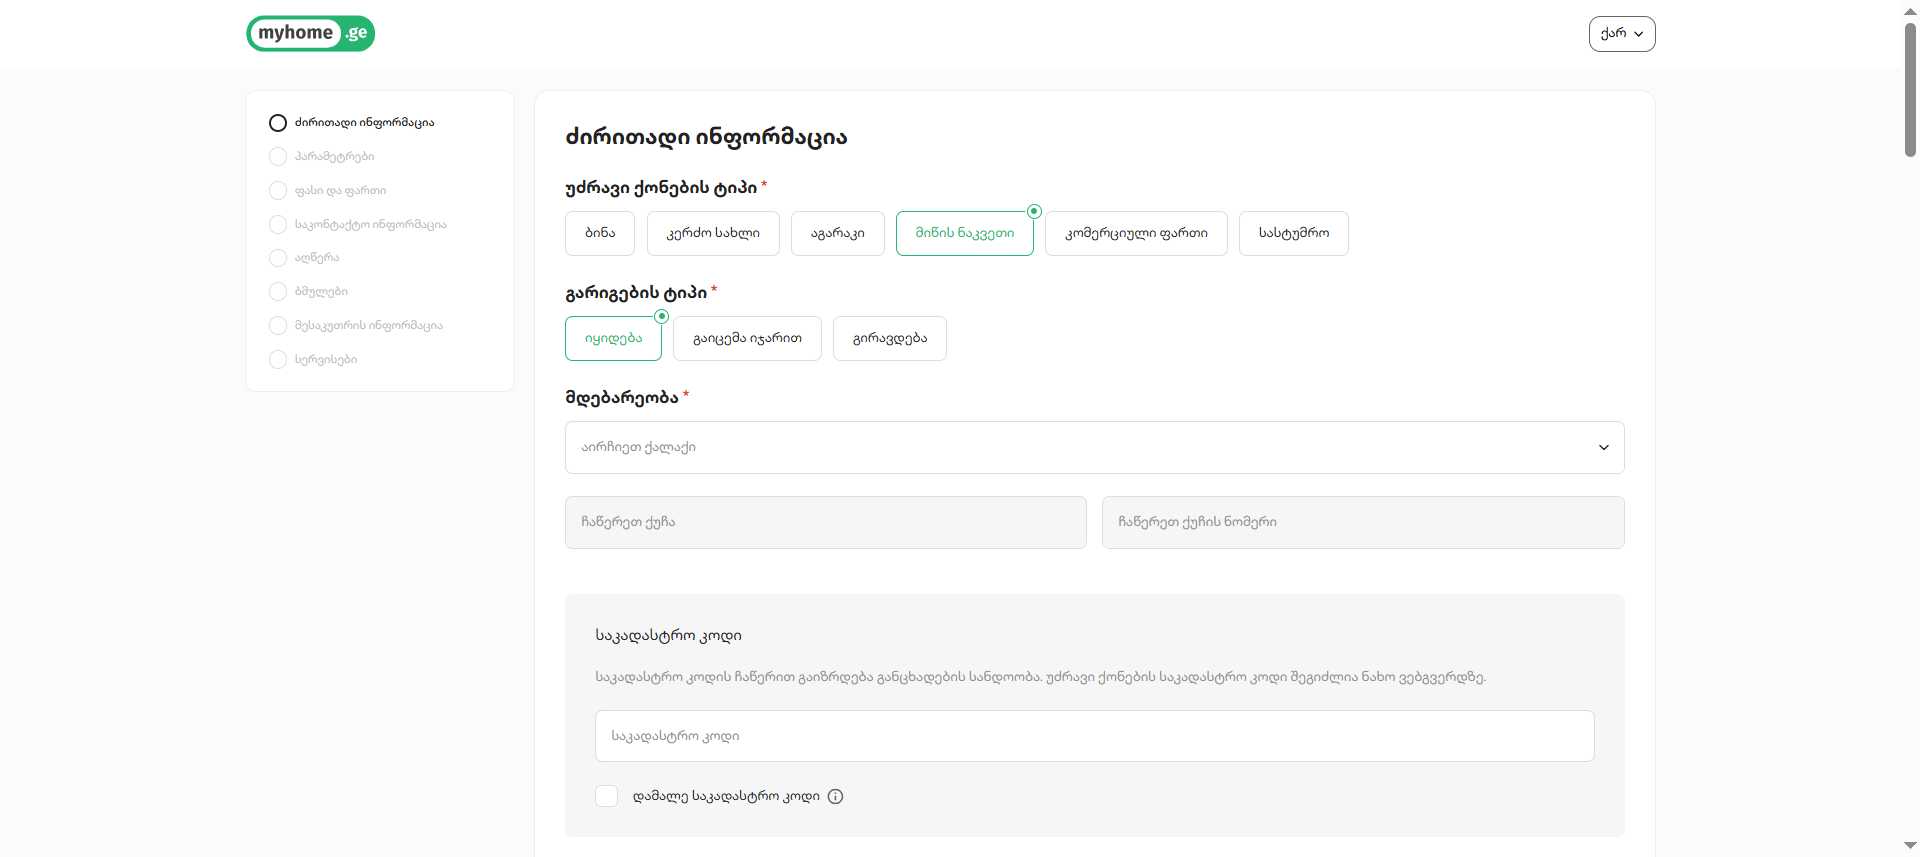 myhome.ge
ქარ
ძირითადი ინფორმაცია
პარამეტრები
ფასი და ფართი
საკონტაქტო ინფორმაცია
აღწერა
ბმულები
მესაკუთრის ინფორმაცია
სერვისები
ძირითადი ინფორმაცია
უძრავი ქონების ტიპი *
ბინა
კერძო სახლი
აგარაკი
მიწის ნაკვეთი
კომერციული ფართი
სასტუმრო
გარიგების ტიპი *
იყიდება
გაიცემა იჯარით
გირავდება
მდებარეობა *
აირჩიეთ ქალაქი
ჩაწერეთ ქუჩა
ჩაწერეთ ქუჩის ნომერი
საკადასტრო კოდი
საკადასტრო კოდის ჩაწერით გაიზრდება განცხადების სანდოობა. უძრავი ქონების საკადასტრო კოდი შეგიძლია ნახო ვებგვერდზე.
საკადასტრო კოდი
დამალე საკადასტრო კოდი